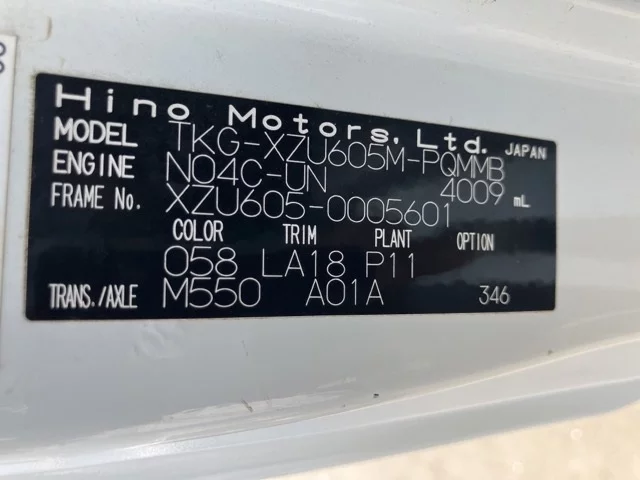 Hino Motors, Ltd. JAPAN
MODEL TKG-XZU605M-PQMMB
ENGINE N04C-UN 4009 mL
FRAME No. XZU605-0005601
COLOR TRIM PLANT OPTION
058 LA18 P11
TRANS./AXLE M550 A01A 346